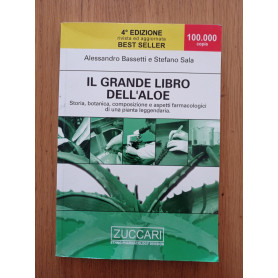 4ª EDIZIONE
rivista ed aggiornata
BEST SELLER
100.000
copie
Alessandro Bassetti e Stefano Sala
IL GRANDE LIBRO
DELL'ALOE
Storia, botanica, composizione e aspetti farmacologici
di una pianta leggendaria.
ZUCCARI